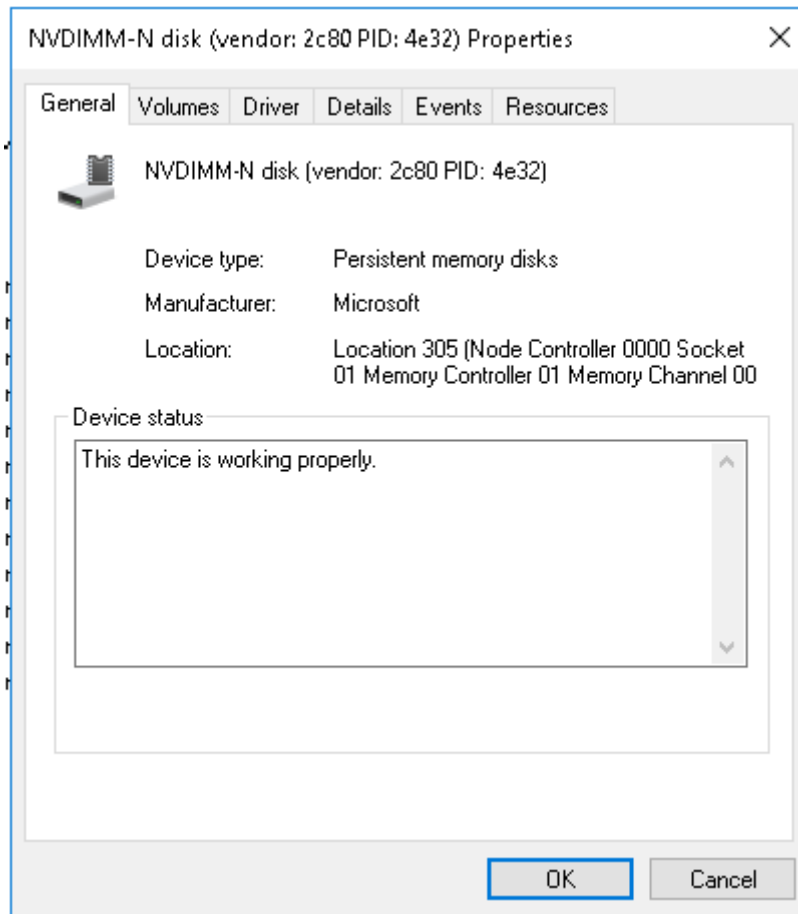 NVDIMM-N disk (vendor: 2c80 PID: 4e32) Properties
General Volumes Driver Details Events Resources
NVDIMM-N disk (vendor: 2c80 PID: 4e32)
Device type: Persistent memory disks
Manufacturer: Microsoft
Location: Location 305 (Node Controller 0000 Socket
01 Memory Controller 01 Memory Channel 00
Device status
This device is working properly.
OK Cancel